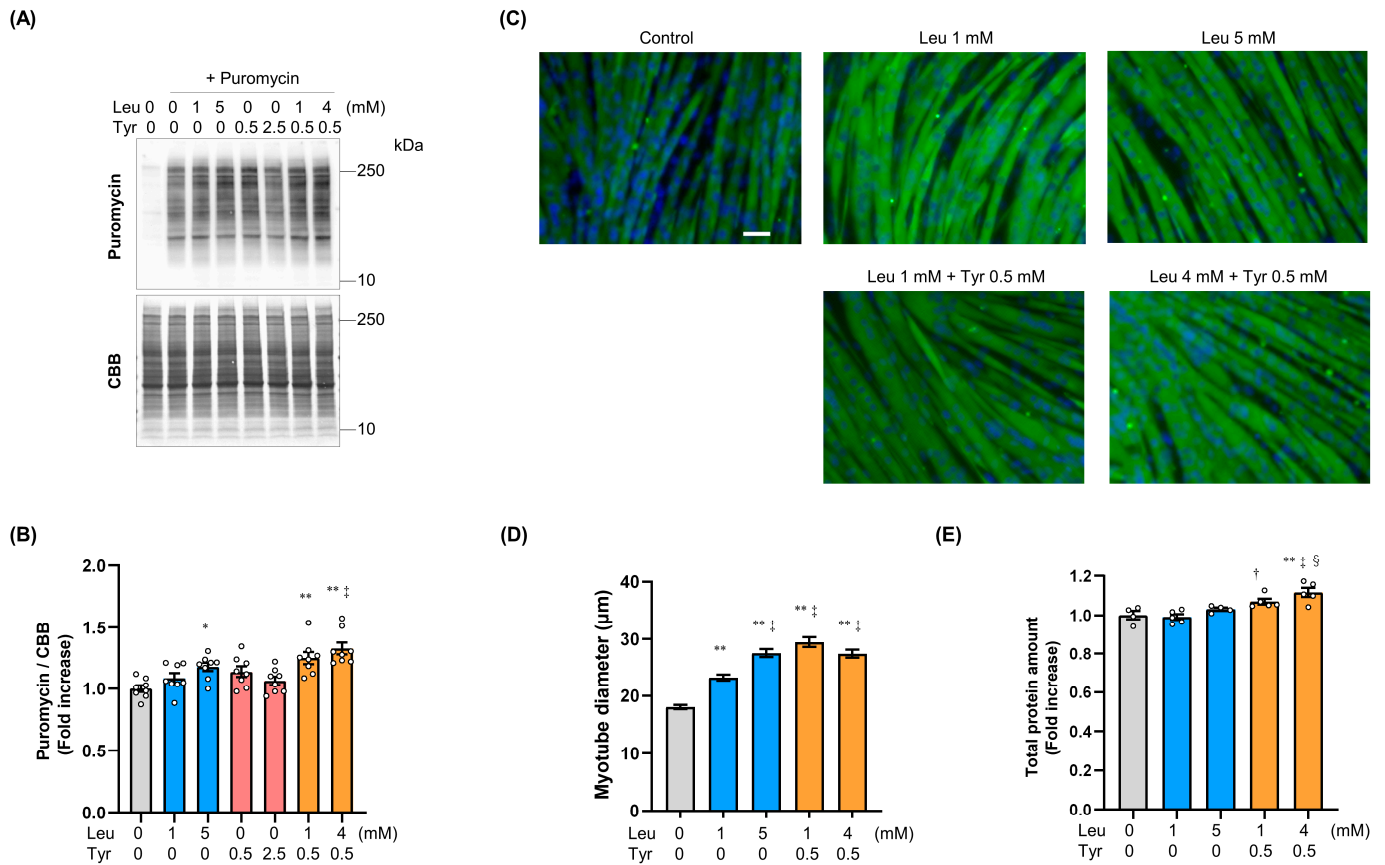 (A)
+ Puromycin
Leu 0 0 1 5 0 0 1 4 (mM)
Tyr 0 0 0 0 0.5 2.5 0.5 0.5
kDa
Puromycin
250
10
CBB
250
10
(C)
Control
Leu 1 mM
Leu 5 mM
Leu 1 mM + Tyr 0.5 mM
Leu 4 mM + Tyr 0.5 mM
(B)
Puromycin / CBB
(Fold increase)
2.0
1.5
1.0
0.5
0.0
*
**
** ‡
Leu 0 1 5 0 0 1 4 (mM)
Tyr 0 0 0 0.5 2.5 0.5 0.5
(D)
Myotube diameter (μm)
40
30
20
10
0
**
** ‡
** ‡
** ‡
Leu 0 1 5 1 4 (mM)
Tyr 0 0 0 0.5 0.5
(E)
Total protein amount
(Fold increase)
1.2
1.0
0.8
0.6
0.4
0.2
0.0
†
** ‡ §
Leu 0 1 5 1 4 (mM)
Tyr 0 0 0 0.5 0.5